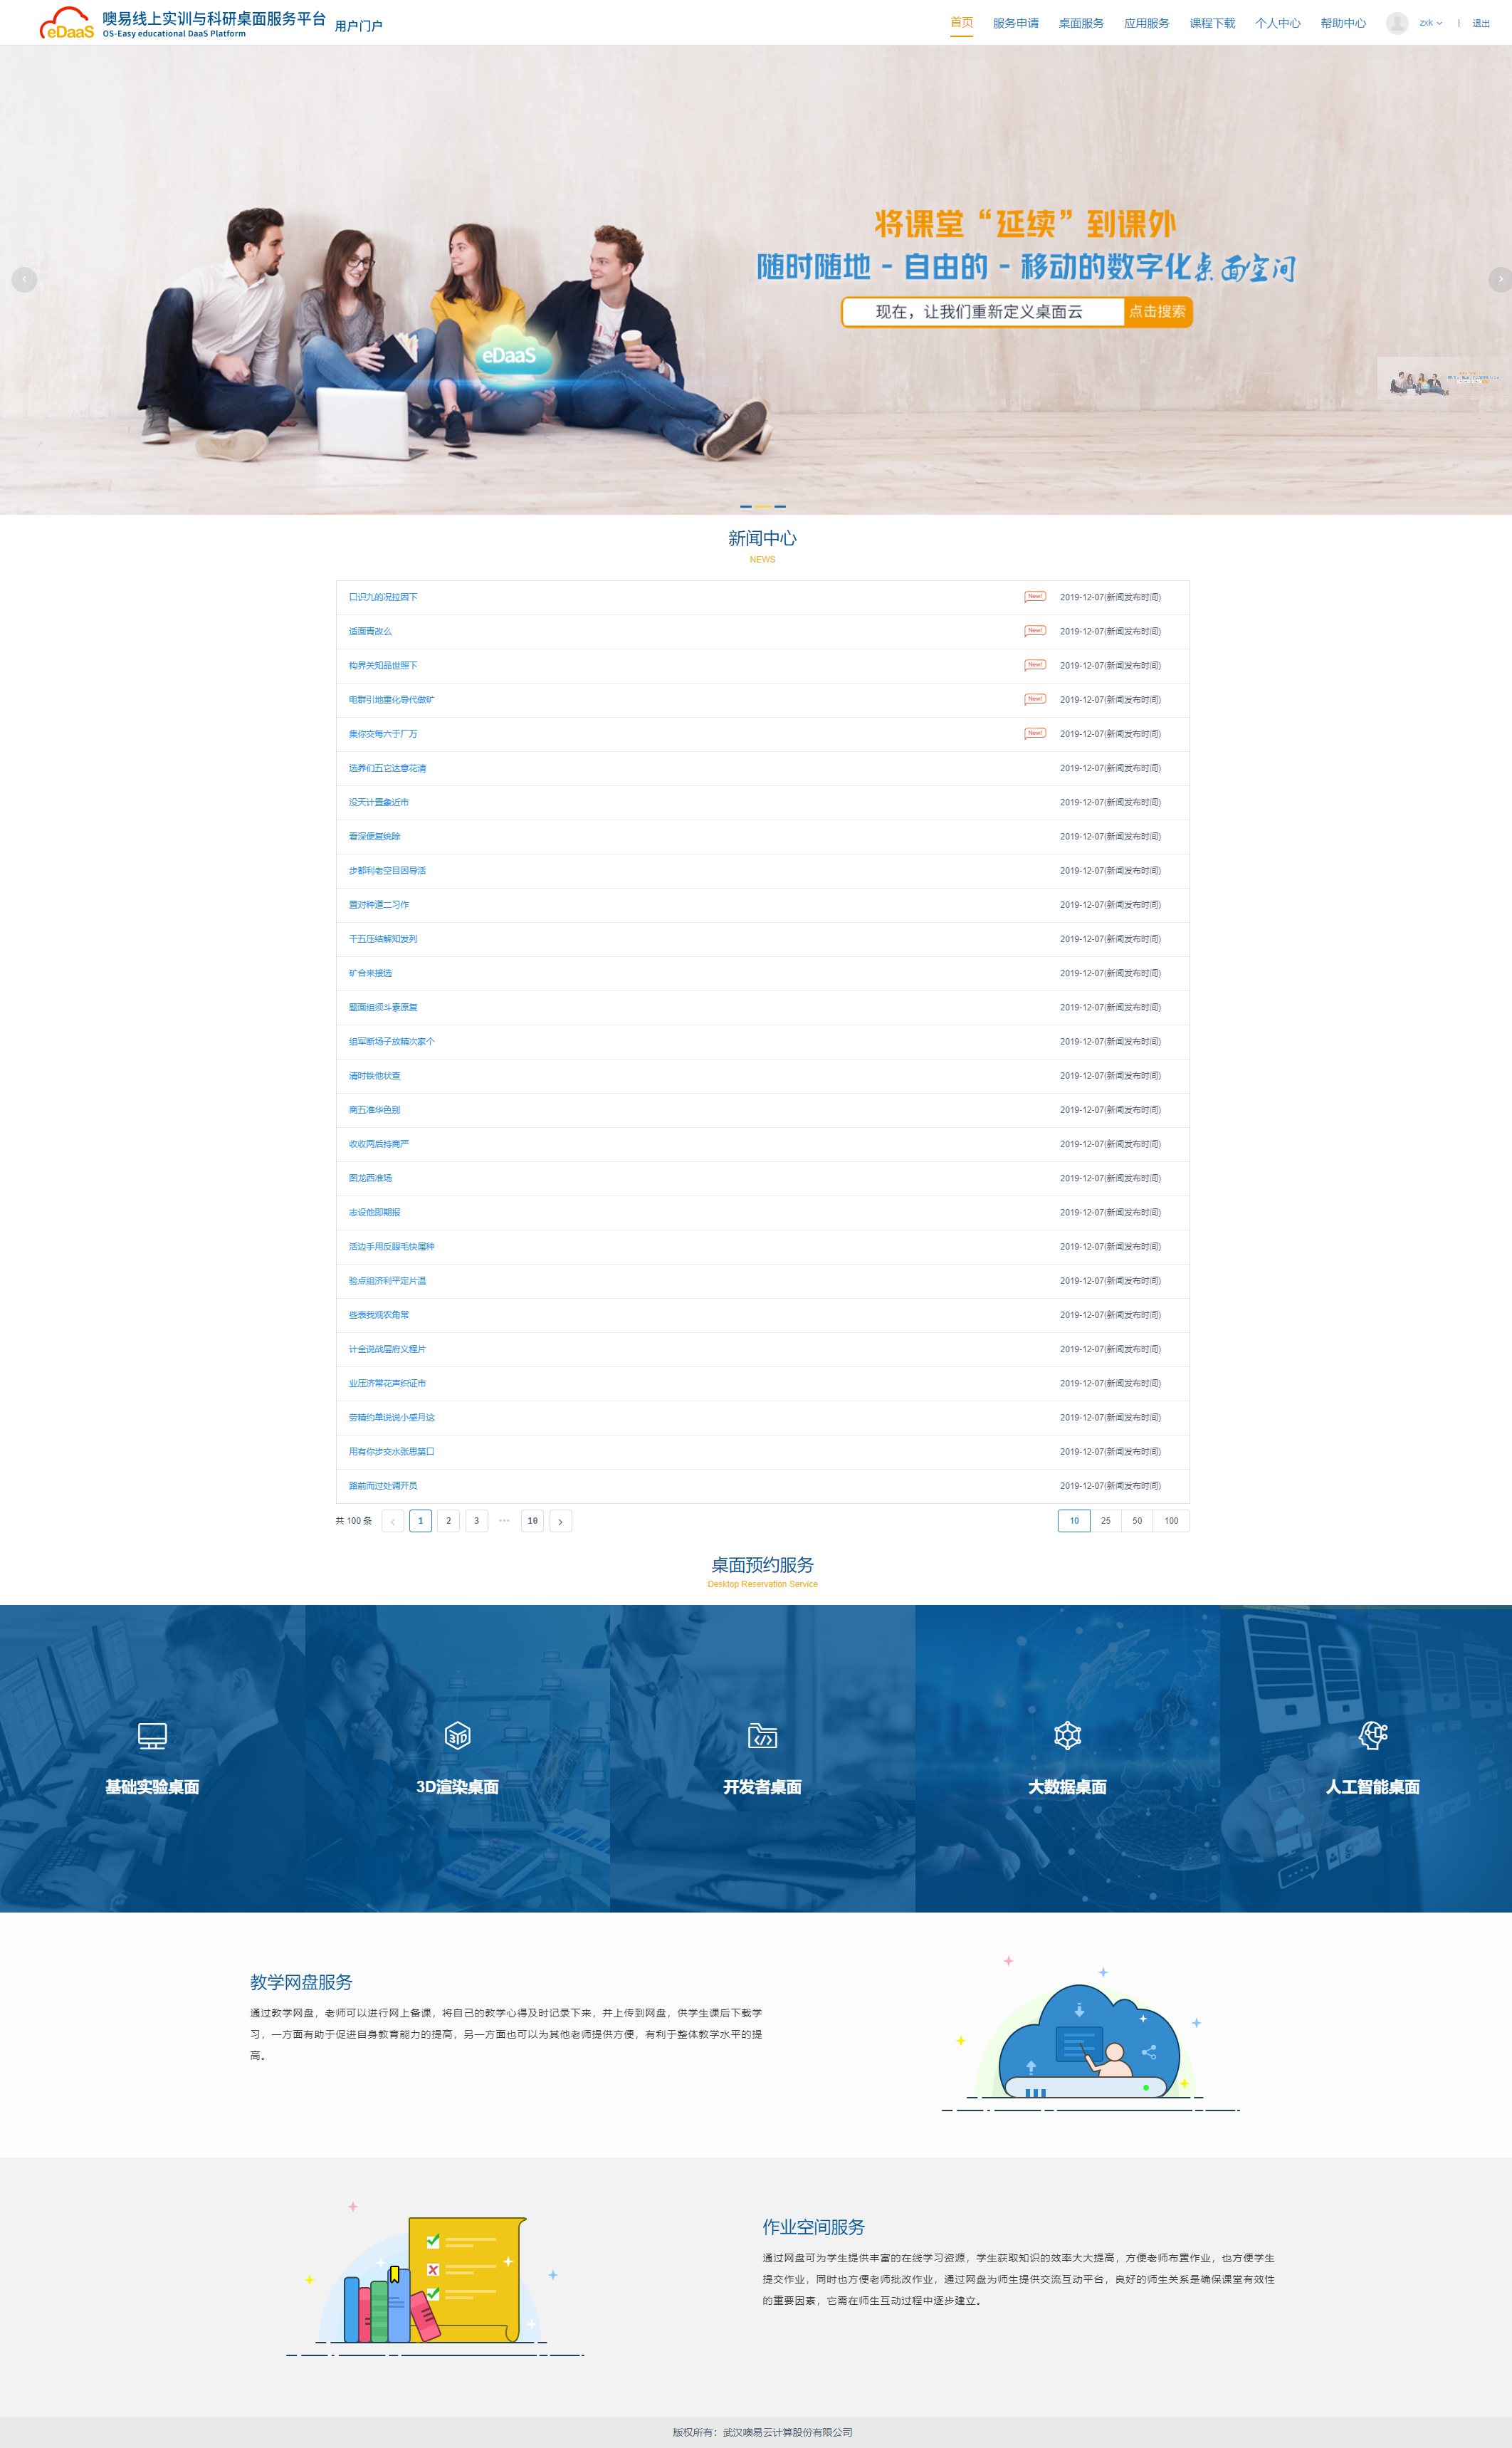 eDaaS
噢易线上实训与科研桌面服务平台
OS-Easy educational DaaS Platform
用户门户
首页 服务申请 桌面服务 应用服务 课程下载 个人中心 帮助中心 zxk | 退出
将课堂“延续”到课外
随时随地 - 自由的 - 移动的数字化桌面空间
现在，让我们重新定义桌面云 点击搜索
eDaaS
新闻中心
NEWS
口识九的况拉因下 New! 2019-12-07(新闻发布时间)
适面青改么 New! 2019-12-07(新闻发布时间)
构界关知品世照下 New! 2019-12-07(新闻发布时间)
电群引地重化导代做矿 New! 2019-12-07(新闻发布时间)
集你交每六于厂万 New! 2019-12-07(新闻发布时间)
选养们五它达意花清 2019-12-07(新闻发布时间)
没天计置象近市 2019-12-07(新闻发布时间)
看深便复统除 2019-12-07(新闻发布时间)
步都利老空目因导活 2019-12-07(新闻发布时间)
置对种道二习作 2019-12-07(新闻发布时间)
干五压结解知发列 2019-12-07(新闻发布时间)
矿合来接选 2019-12-07(新闻发布时间)
题面组须斗素原复 2019-12-07(新闻发布时间)
组军断场子放精次家个 2019-12-07(新闻发布时间)
清时铁他状查 2019-12-07(新闻发布时间)
商五准华色别 2019-12-07(新闻发布时间)
收收两后持商严 2019-12-07(新闻发布时间)
图龙西准场 2019-12-07(新闻发布时间)
志设他即期报 2019-12-07(新闻发布时间)
活边手用反眼毛快属种 2019-12-07(新闻发布时间)
验点组济利平定片温 2019-12-07(新闻发布时间)
些表我观农角常 2019-12-07(新闻发布时间)
计金说战层府义程片 2019-12-07(新闻发布时间)
业压济常花声织证市 2019-12-07(新闻发布时间)
劳精约单说说小感月这 2019-12-07(新闻发布时间)
用有你步交水张思第口 2019-12-07(新闻发布时间)
路前而过处调开员 2019-12-07(新闻发布时间)
共 100 条 1 2 3 ··· 10 10 25 50 100
桌面预约服务
Desktop Reservation Service
基础实验桌面 3D渲染桌面 开发者桌面 大数据桌面 人工智能桌面
教学网盘服务
通过教学网盘，老师可以进行网上备课，将自己的教学心得及时记录下来，并上传到网盘，供学生课后下载学
习，一方面有助于促进自身教育能力的提高，另一方面也可以为其他老师提供方便，有利于整体教学水平的提
高。
作业空间服务
通过网盘可为学生提供丰富的在线学习资源，学生获取知识的效率大大提高，方便老师布置作业，也方便学生
提交作业，同时也方便老师批改作业，通过网盘为师生提供交流互动平台，良好的师生关系是确保课堂有效性
的重要因素，它需在师生互动过程中逐步建立。
版权所有：武汉噢易云计算股份有限公司